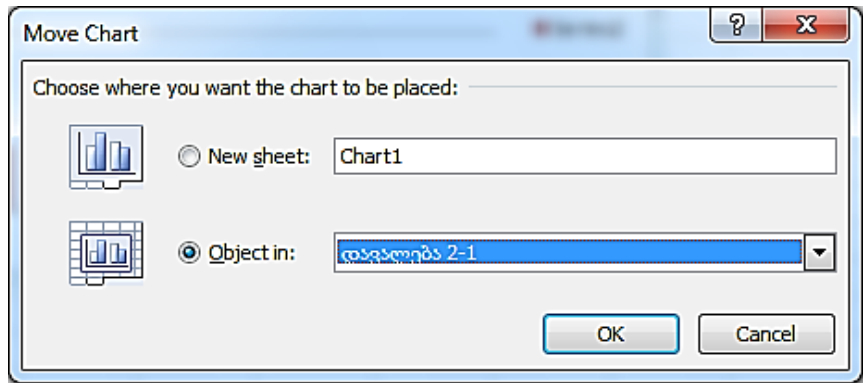 Move Chart
Choose where you want the chart to be placed:
New sheet: Chart1
Object in: დავალება 2-1
OK Cancel